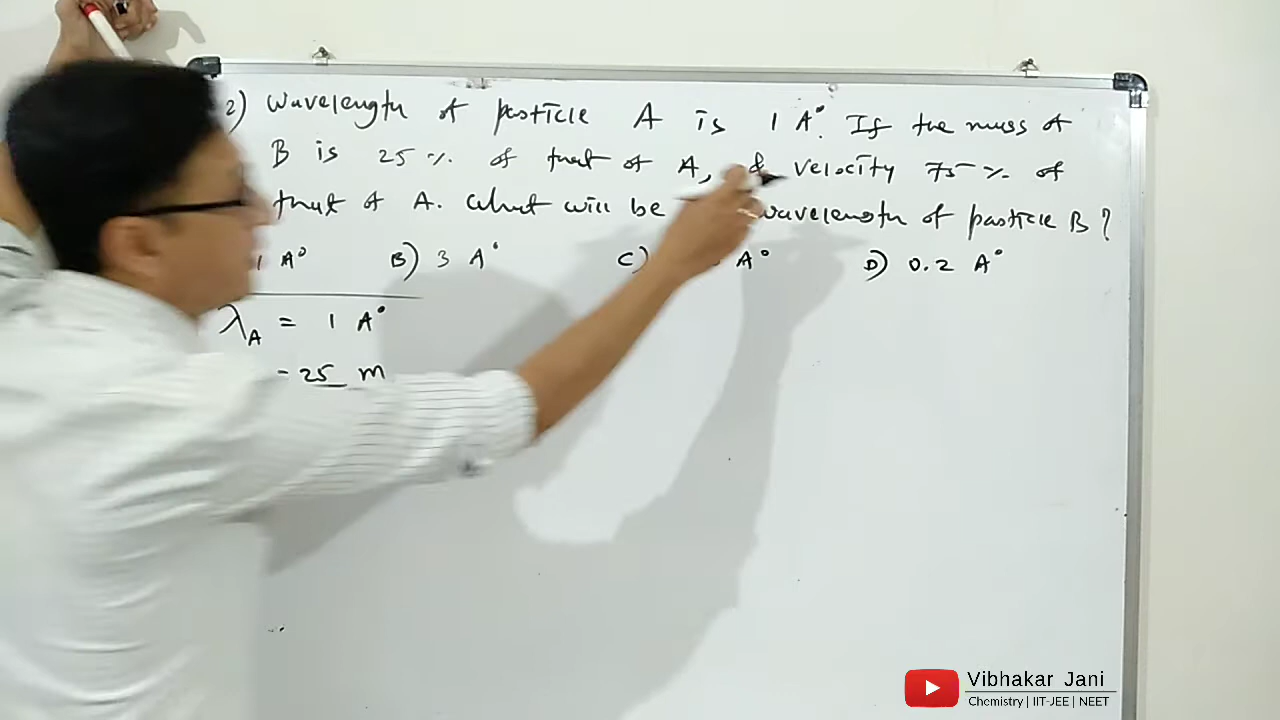 2) Wavelength of particle A is 1 A°. If the mass of
B is 25 % of that of A, & velocity 75 % of
that of A. What will be wavelength of particle B ?
1 A° B) 3 A° C) A° D) 0.2 A°
λA = 1 A°
= 25 m
Vibhakar Jani
Chemistry | IIT-JEE | NEET